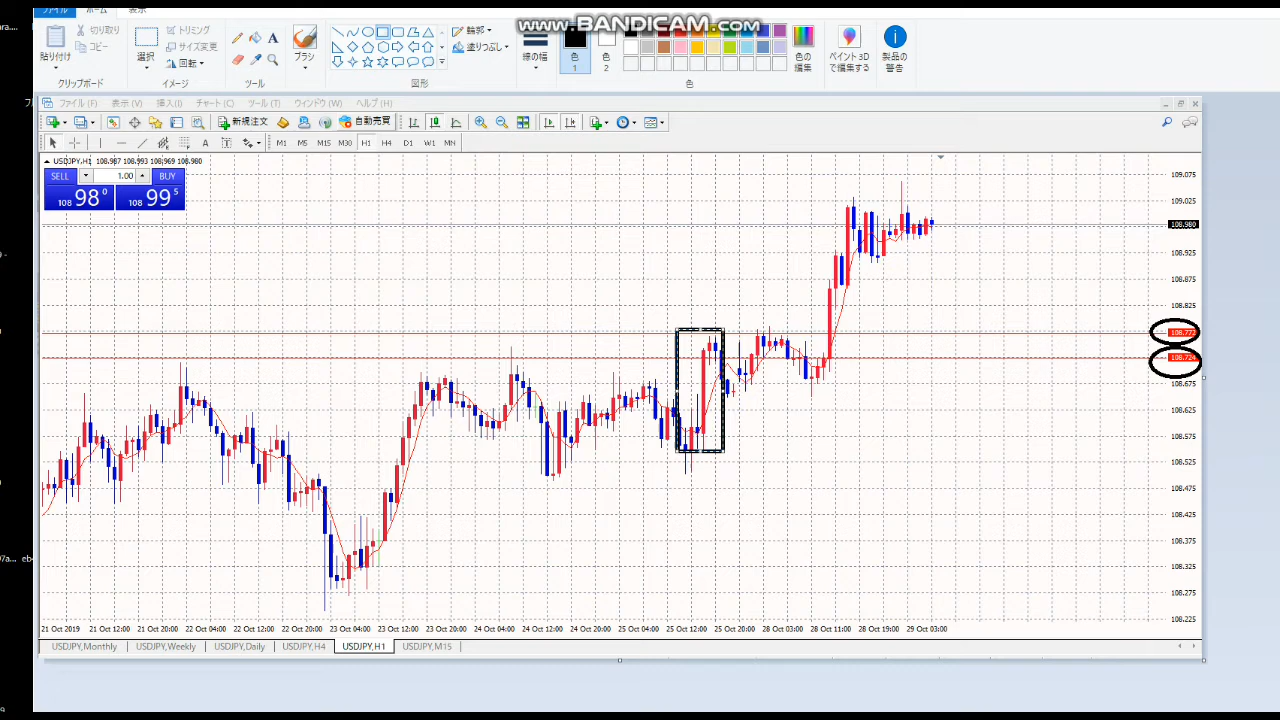 ara.
ファイル ホーム 表示
www.BANDICAM.com
貼り付け
切り取り
コピー
クリップボード
選択
トリミング
サイズ変更
回転
イメージ
A
ツール
ブラシ
輪郭
塗りつぶし
図形
線の幅
色
1
色
2
色の
編集
色
ペイント 3D
で編集する
製品の
警告
ファイル (F) 表示 (V) 挿入(I) チャート (C) ツール (T) ウィンドウ (W) ヘルプ (H)
新規注文 自動売買
A T M1 M5 M15 M30 H1 H4 D1 W1 MN
USDJPY,H1 108.987 108.993 108.969 108.980
SELL 1.00 BUY
108 98 0 108 99 5
109.075
109.025
108.980
108.925
108.875
108.825
108.773
108.724
108.675
108.625
108.575
108.525
108.475
108.425
108.375
108.325
108.275
108.225
07a... eb4
21 Oct 2019 21 Oct 12:00 21 Oct 20:00 22 Oct 04:00 22 Oct 12:00 22 Oct 20:00 23 Oct 04:00 23 Oct 12:00 23 Oct 20:00 24 Oct 04:00 24 Oct 12:00 24 Oct 20:00 25 Oct 04:00 25 Oct 12:00 25 Oct 20:00 28 Oct 03:00 28 Oct 11:00 28 Oct 19:00 29 Oct 03:00
USDJPY,Monthly USDJPY,Weekly USDJPY,Daily USDJPY,H4 USDJPY,H1 USDJPY,M15